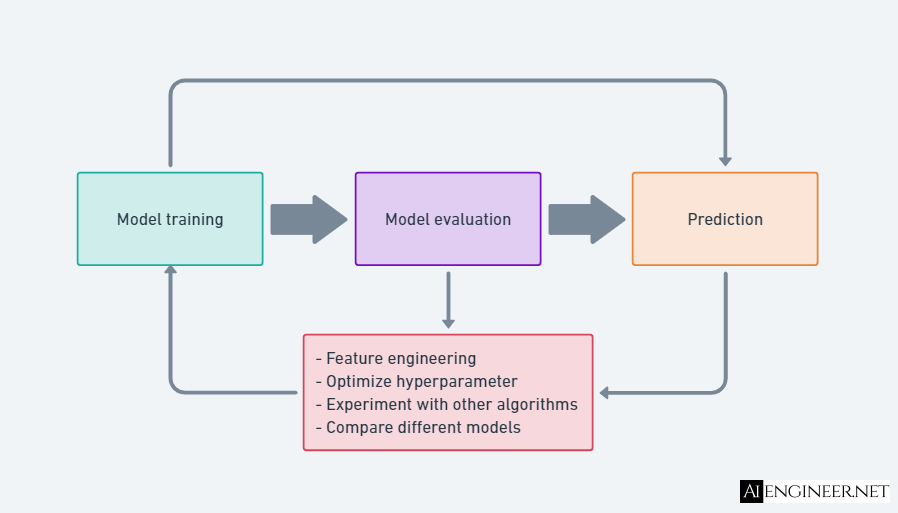 Model training
Model evaluation
Prediction
- Feature engineering
- Optimize hyperparameter
- Experiment with other algorithms
- Compare different models
AI ENGINEER.NET